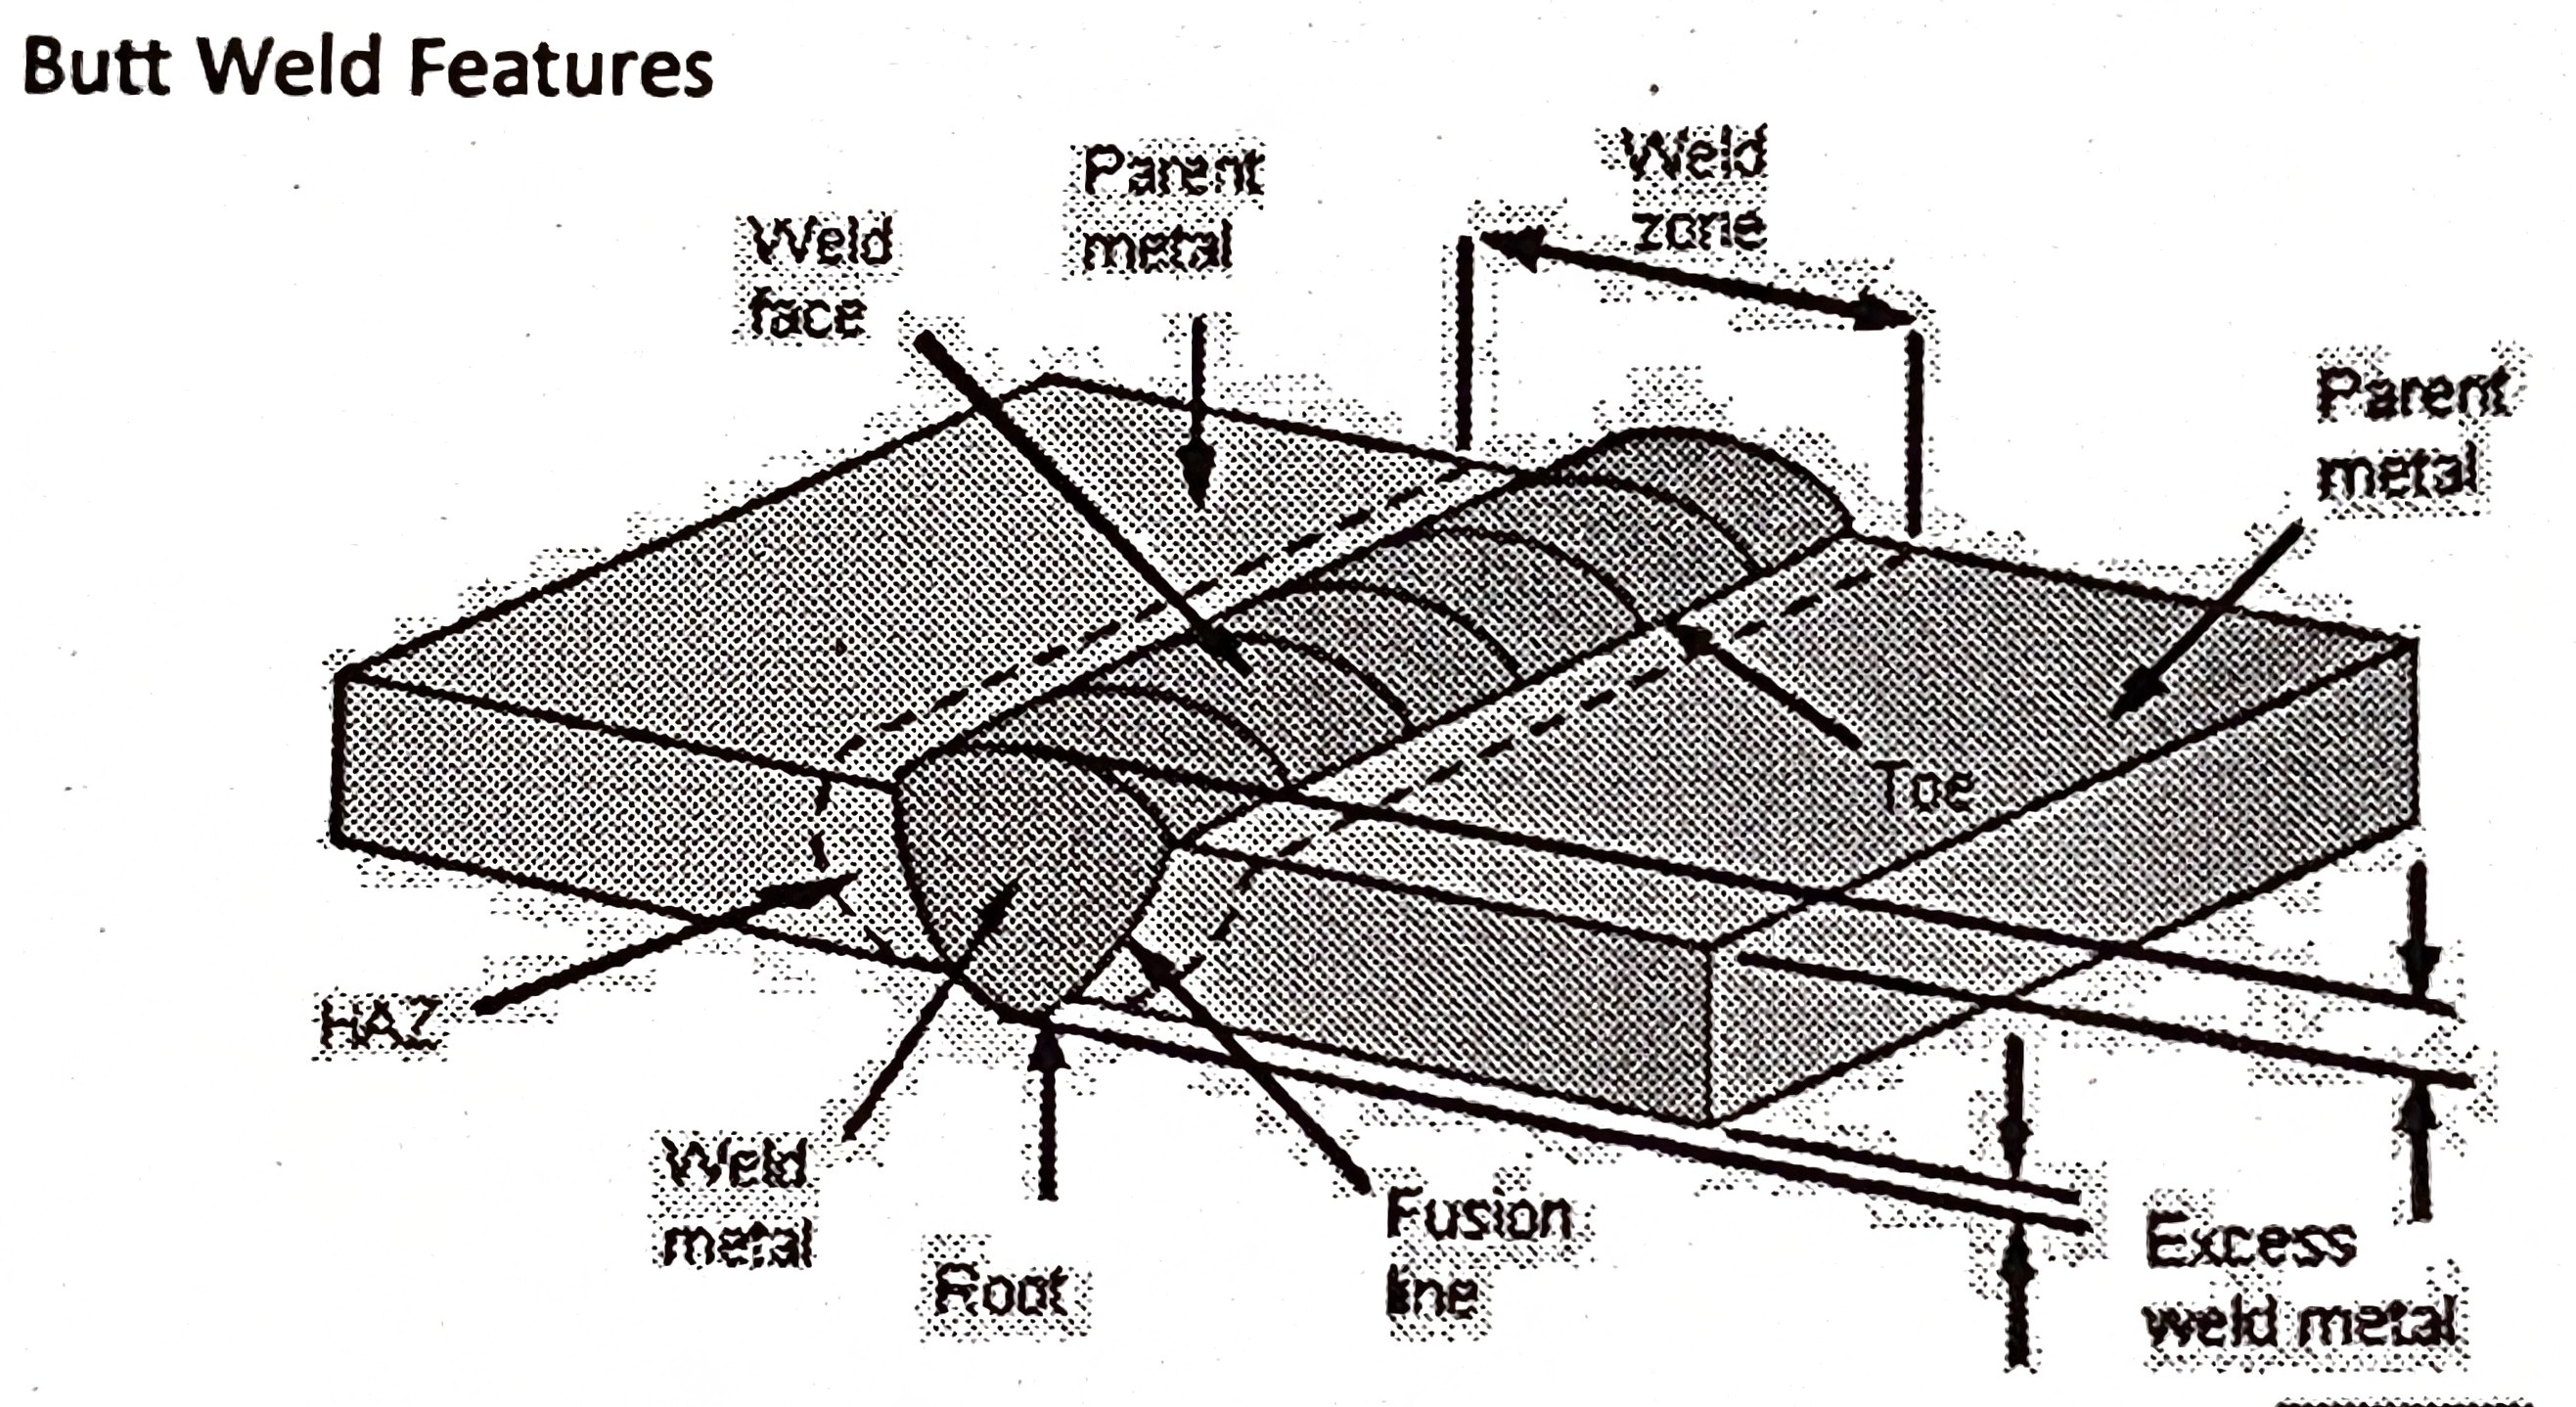 Butt Weld Features
Weld
zone
Parent
metal
Weld
face
Parent
metal
Toe
HAZ
Weld
metal
Root
Fusion
line
Excess
weld metal